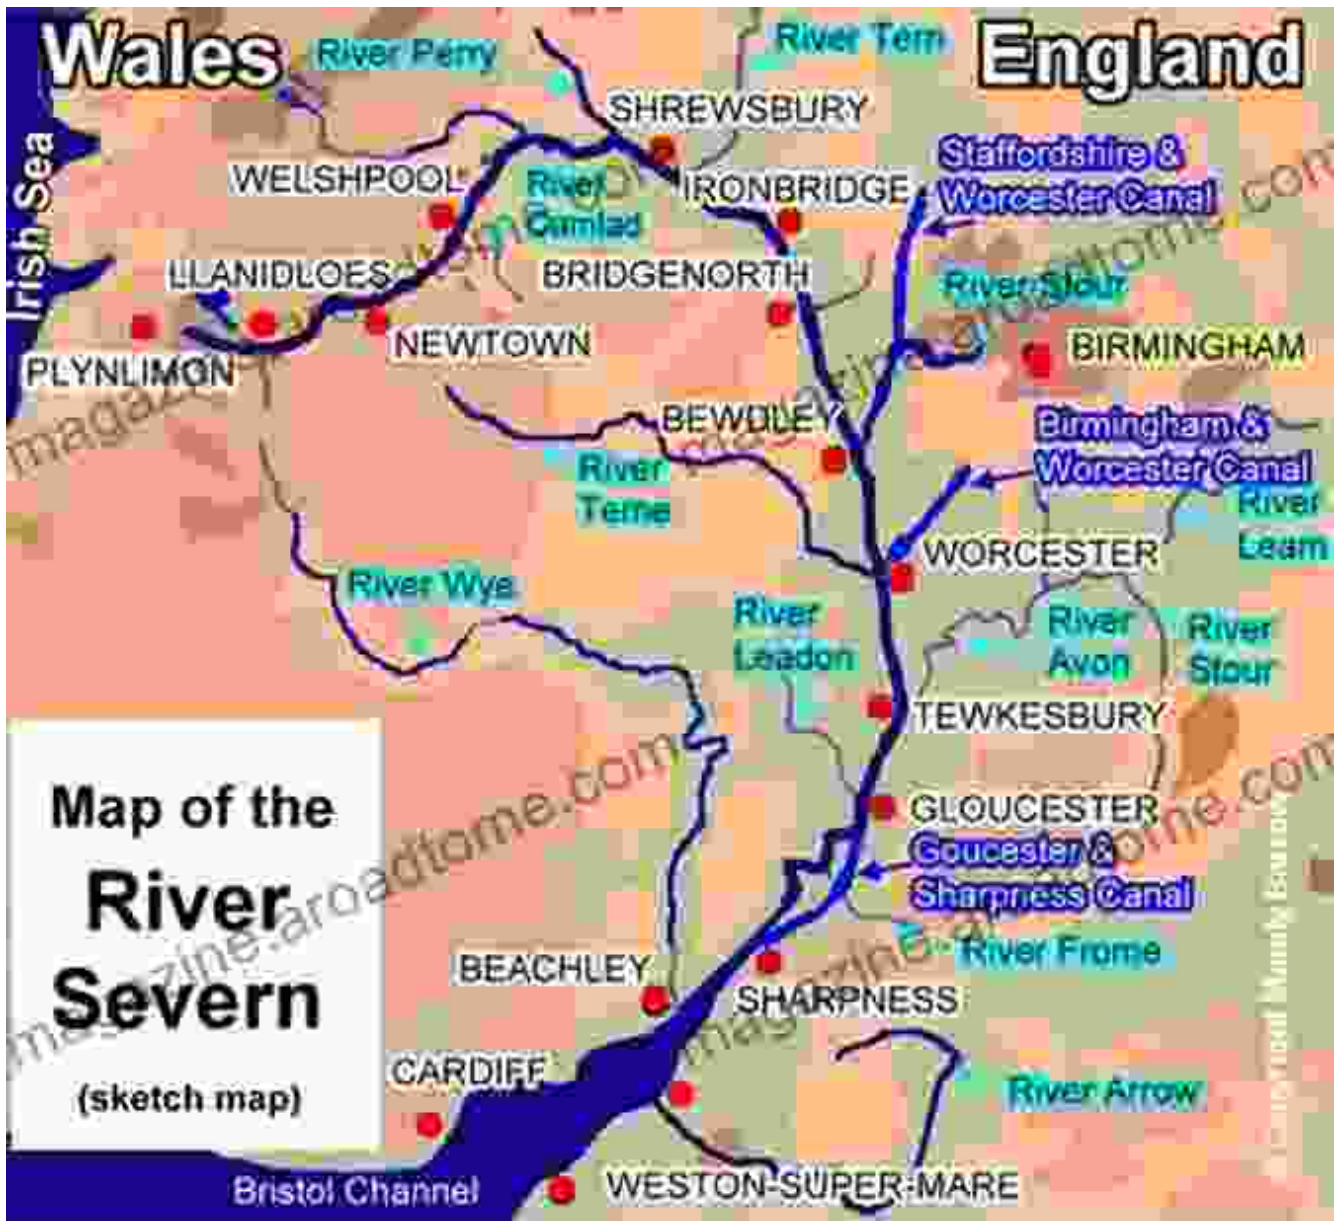 Wales
River Perry
River Tern
England
SHREWSBURY
Staffordshire &
Worcester Canal
Irish Sea
WELSHPOOL
River
Camlad
IRONBRIDGE
LLANIDLOES
BRIDGENORTH
River Stour
PLYNLIMON
NEWTOWN
BIRMINGHAM
BEWDLEY
Birmingham &
Worcester Canal
River
Teme
River
Leam
WORCESTER
River Wye
River
Leadon
River
Avon
River
Stour
TEWKESBURY
Map of the
River
Severn
(sketch map)
GLOUCESTER
Goucester &
Sharpness Canal
River Frome
BEACHLEY
SHARPNESS
CARDIFF
River Arrow
Bristol Channel
WESTON-SUPER-MARE
magazine.aroadtome.com